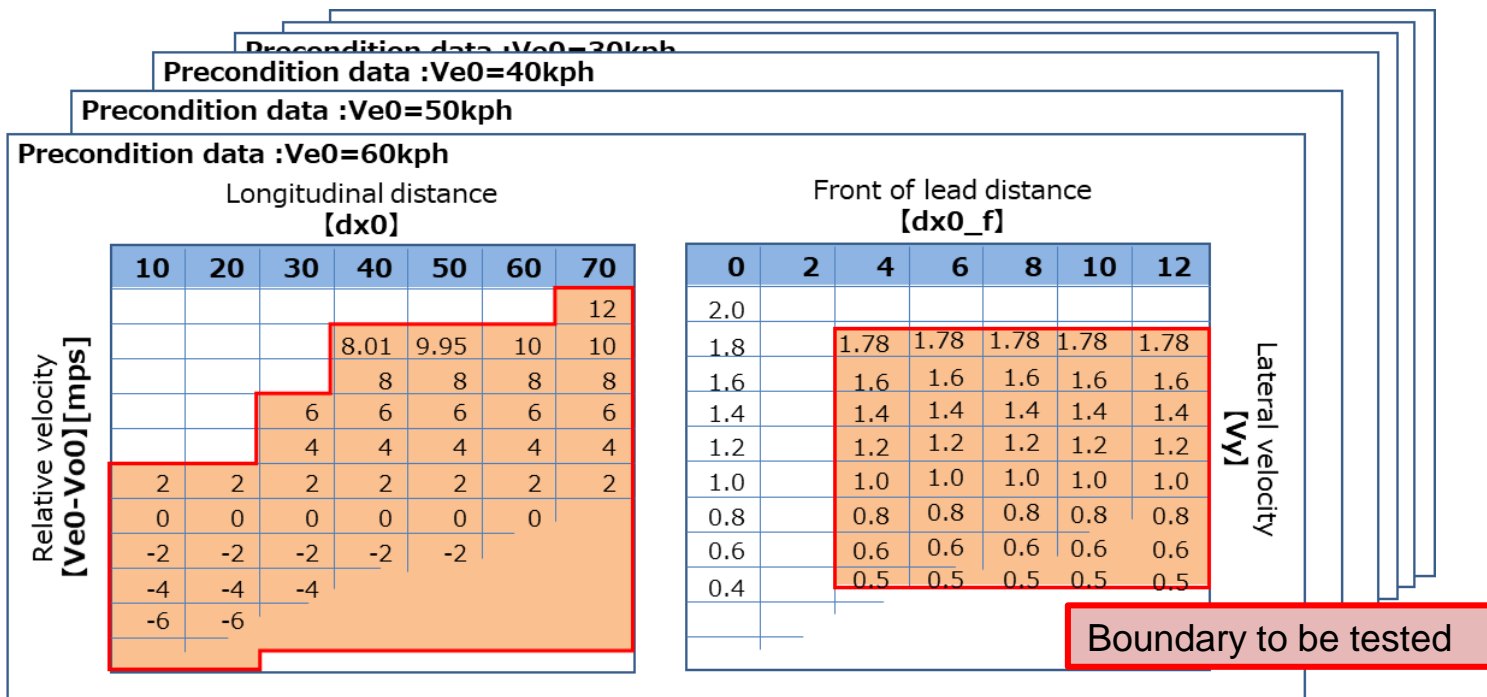 Precondition data :Ve0=30kph
Precondition data :Ve0=40kph
Precondition data :Ve0=50kph
Precondition data :Ve0=60kph
Longitudinal distance
【dx0】
10 20 30 40 50 60 70
12
8.01 9.95 10 10
8 8 8 8
6 6 6 6 6
4 4 4 4 4
2 2 2 2 2 2 2
0 0 0 0 0 0
-2 -2 -2 -2 -2
-4 -4 -4
-6 -6
Relative velocity
【Ve0-Vo0】[mps]
Front of lead distance
【dx0_f】
0 2 4 6 8 10 12
2.0
1.8 1.78 1.78 1.78 1.78 1.78
1.6 1.6 1.6 1.6 1.6 1.6
1.4 1.4 1.4 1.4 1.4 1.4
1.2 1.2 1.2 1.2 1.2 1.2
1.0 1.0 1.0 1.0 1.0 1.0
0.8 0.8 0.8 0.8 0.8 0.8
0.6 0.6 0.6 0.6 0.6 0.6
0.4 0.5 0.5 0.5 0.5 0.5
Lateral velocity
【Vy】
Boundary to be tested